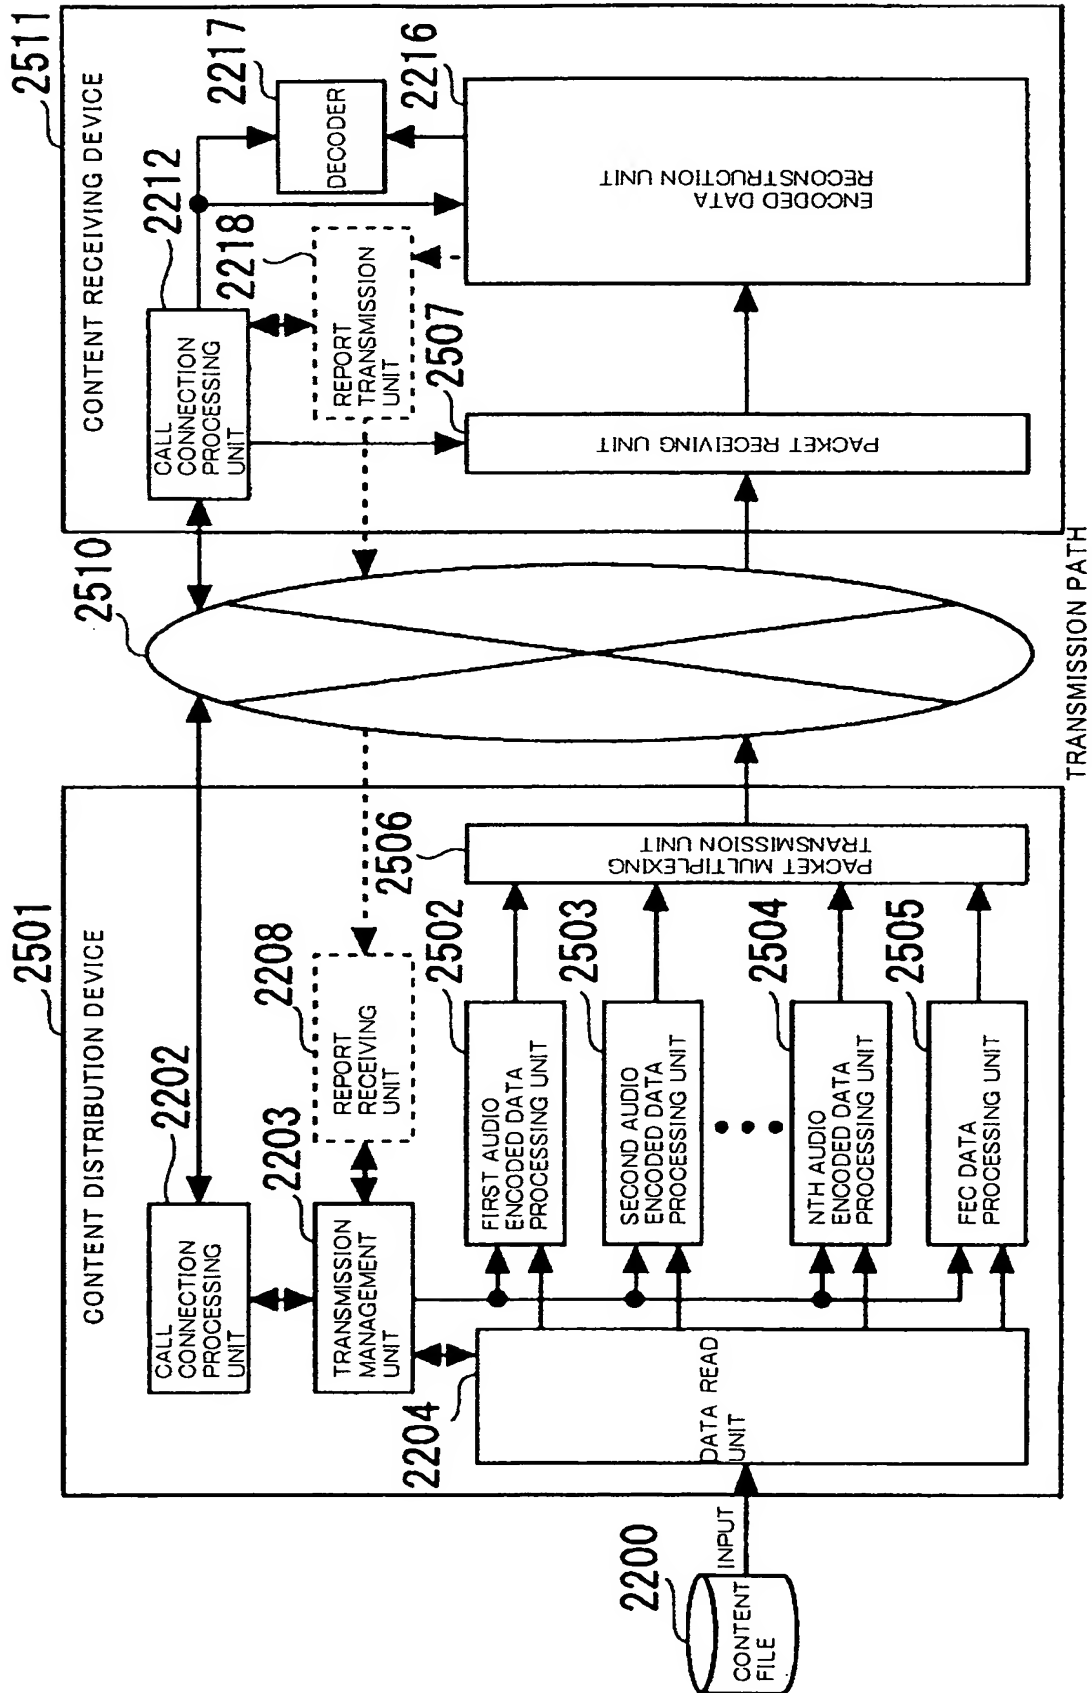 2501
CONTENT DISTRIBUTION DEVICE
2202
CALL
CONNECTION
PROCESSING
UNIT
2203
TRANSMISSION
MANAGEMENT
UNIT
2208
REPORT
RECEIVING
UNIT
2204
DATA READ
UNIT
2200
CONTENT
FILE
INPUT
2502
FIRST AUDIO
ENCODED DATA
PROCESSING UNIT
2503
SECOND AUDIO
ENCODED DATA
PROCESSING UNIT
2504
NTH AUDIO
ENCODED DATA
PROCESSING UNIT
2505
FEC DATA
PROCESSING UNIT
2506
PACKET MULTIPLEXING
TRANSMISSION UNIT
2510
TRANSMISSION PATH
2511
CONTENT RECEIVING DEVICE
2212
CALL
CONNECTION
PROCESSING
UNIT
2218
REPORT
TRANSMISSION
UNIT
2217
DECODER
2507
PACKET RECEIVING UNIT
2216
ENCODED DATA
RECONSTRUCTION UNIT